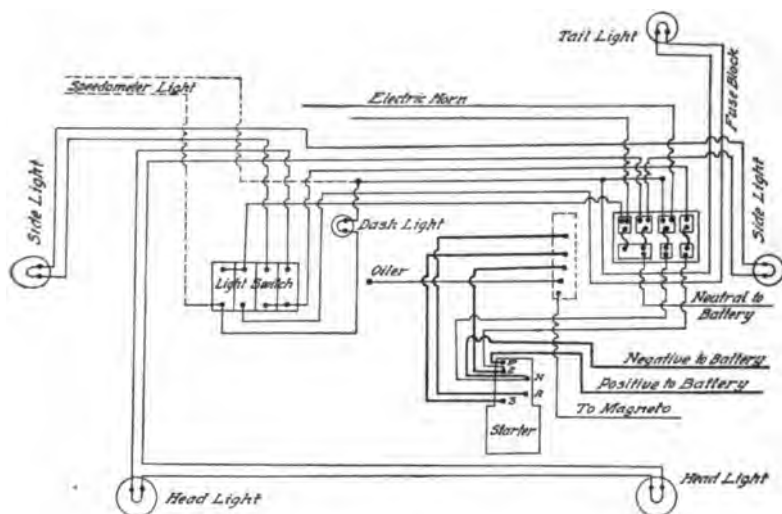 Tail Light
Fuse Block
Speedometer Light
Electric Horn
Side Light
Dash Light
Side Light
Light Switch
Oiler
Neutral to
Battery
Negative to Battery
Positive to Battery
N
R
S
To Magneto
Starter
Head Light
Head Light